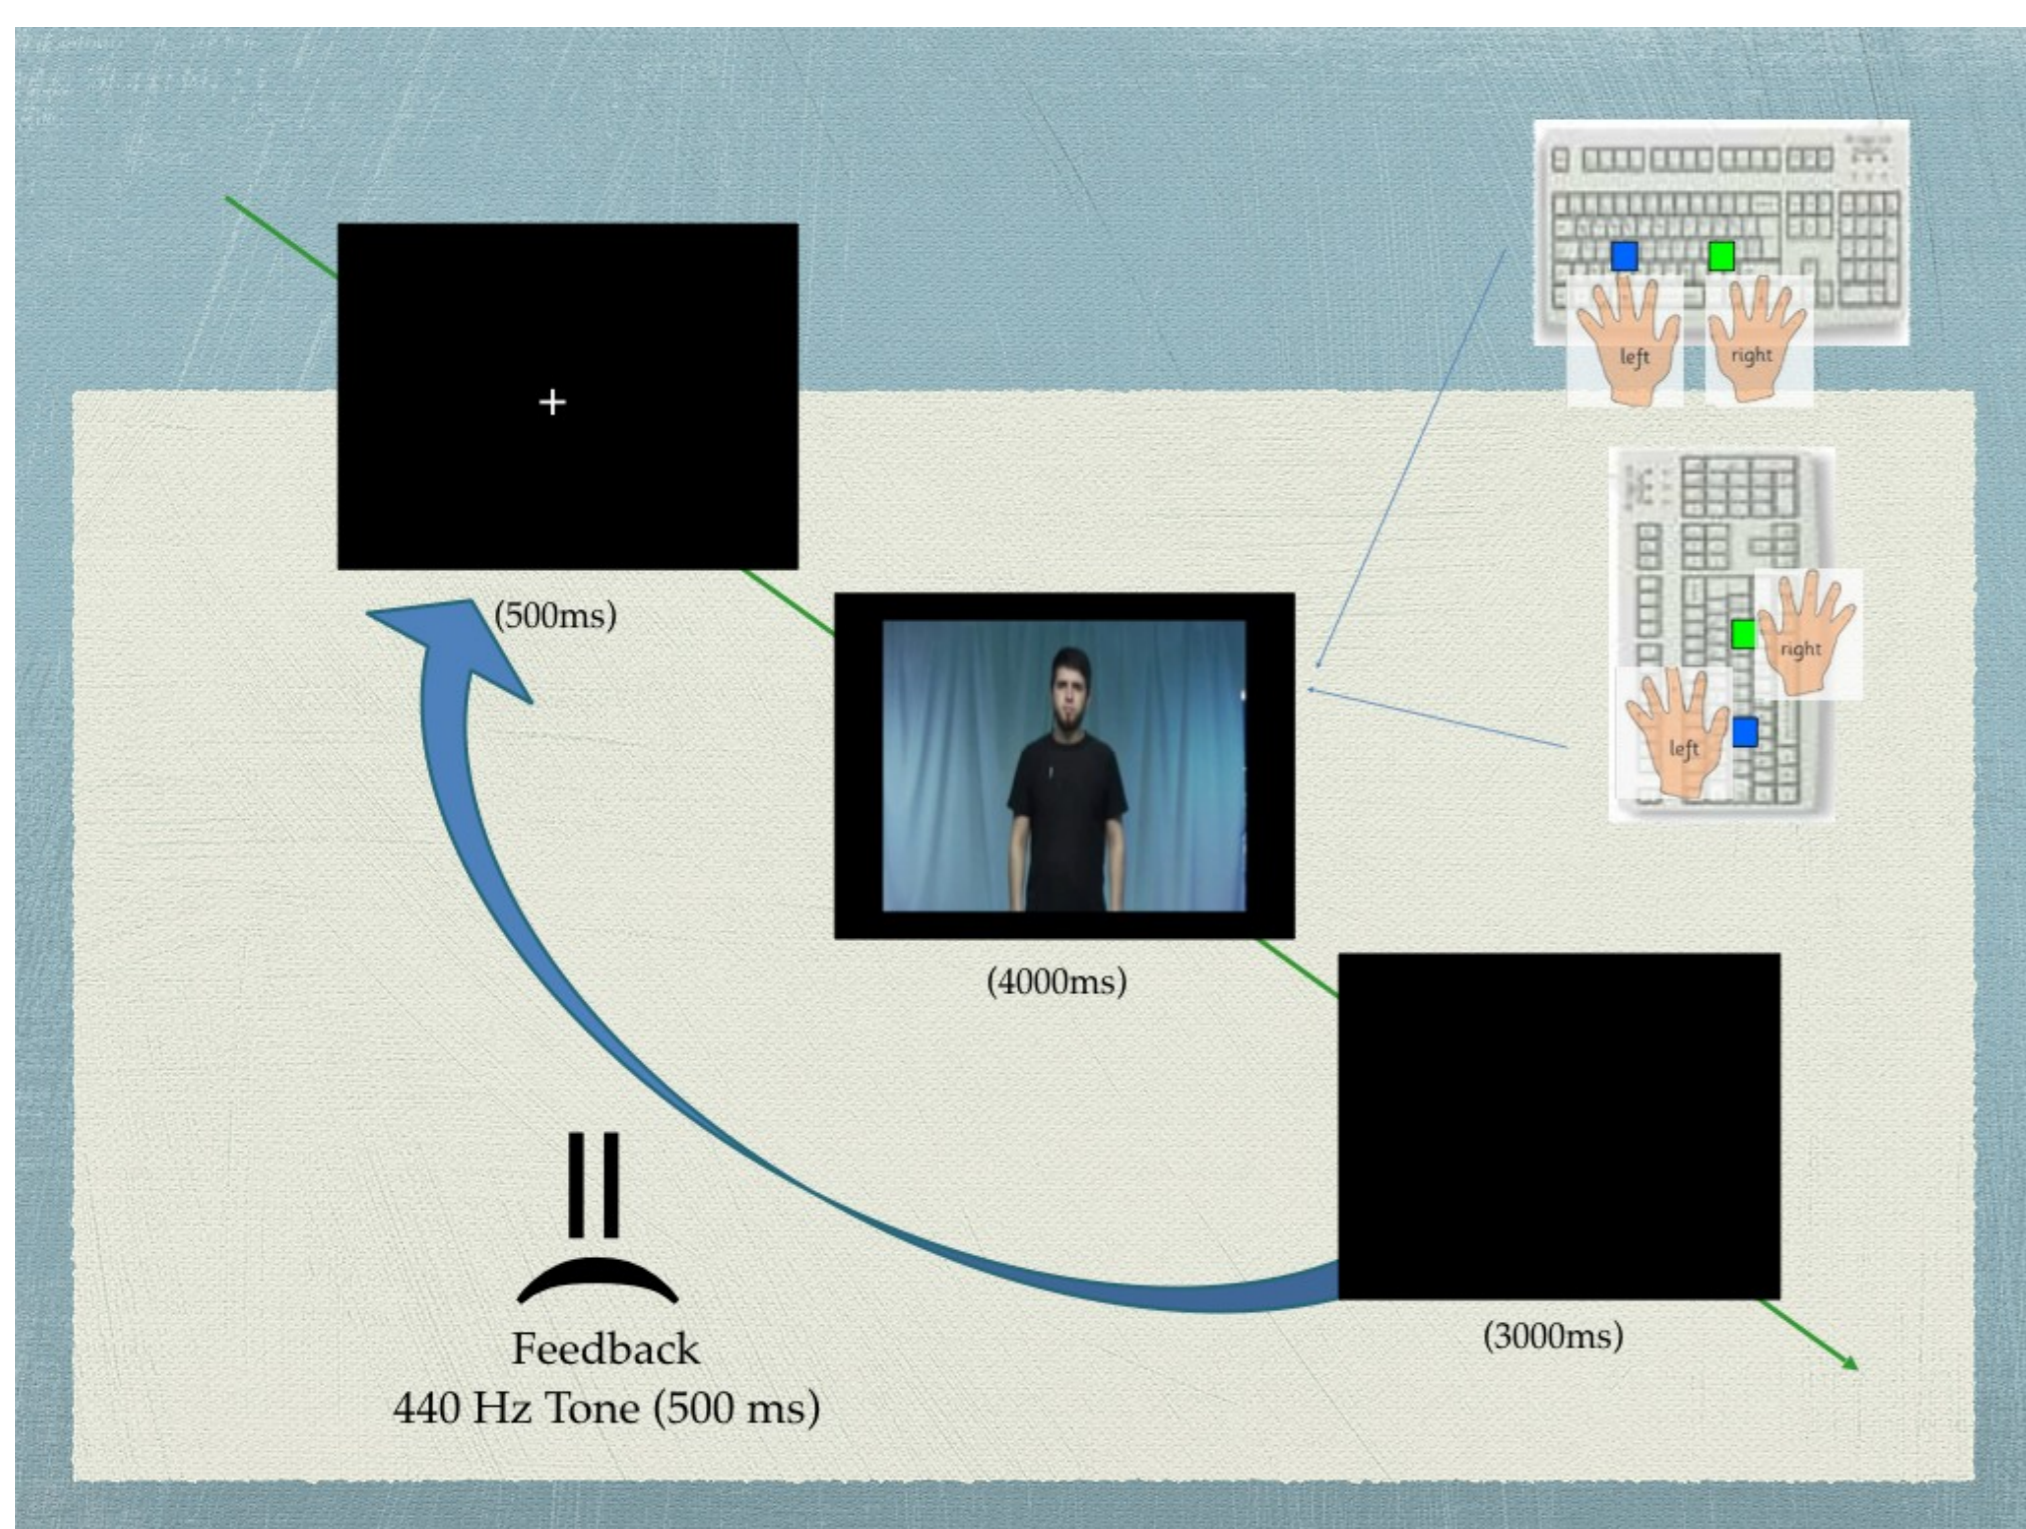 +
(500ms)
left
right
right
left
(4000ms)
(3000ms)
Feedback
440 Hz Tone (500 ms)